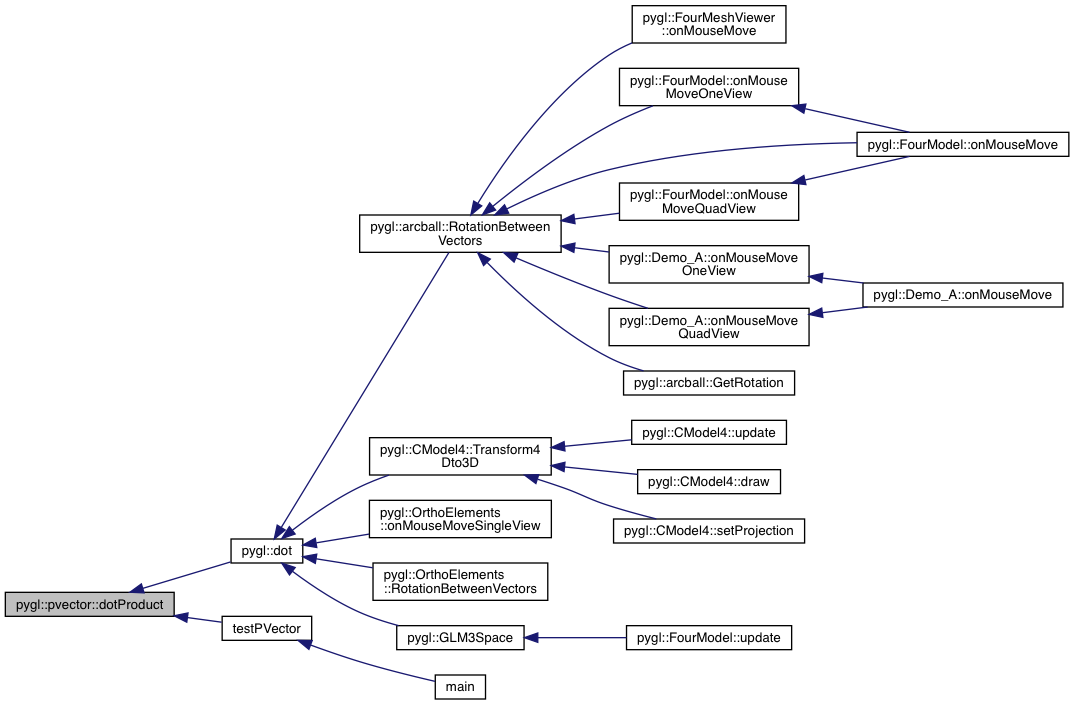 pygl::FourMeshViewer
::onMouseMove
pygl::FourModel::onMouse
MoveOneView
pygl::FourModel::onMouseMove
pygl::FourModel::onMouse
MoveQuadView
pygl::arcball::RotationBetween
Vectors
pygl::Demo_A::onMouseMove
OneView
pygl::Demo_A::onMouseMove
pygl::Demo_A::onMouseMove
QuadView
pygl::arcball::GetRotation
pygl::CModel4::update
pygl::CModel4::Transform4
Dto3D
pygl::CModel4::draw
pygl::CModel4::setProjection
pygl::OrthoElements
::onMouseMoveSingleView
pygl::dot
pygl::OrthoElements
::RotationBetweenVectors
pygl::pvector::dotProduct
testPVector
pygl::GLM3Space
pygl::FourModel::update
main